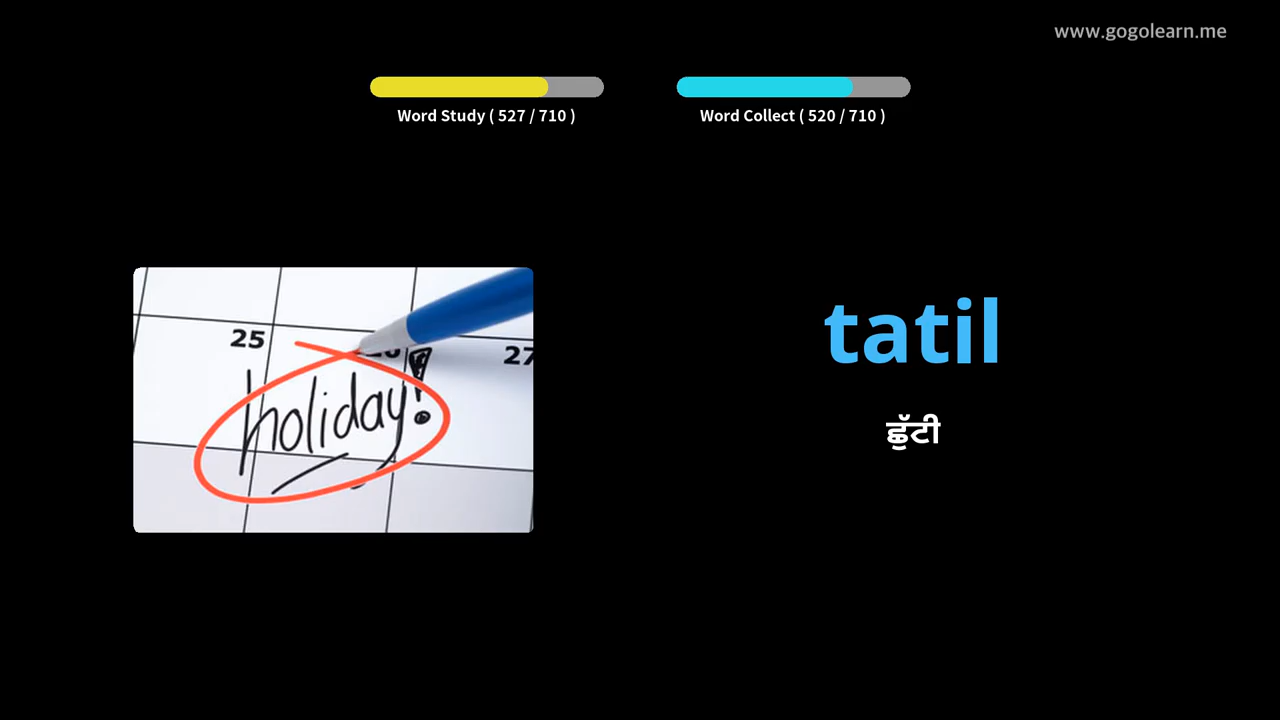 www.gogolearn.me
Word Study ( 527 / 710 )
Word Collect ( 520 / 710 )
25
27
holiday!
tatil
ਛੁੱਟੀ